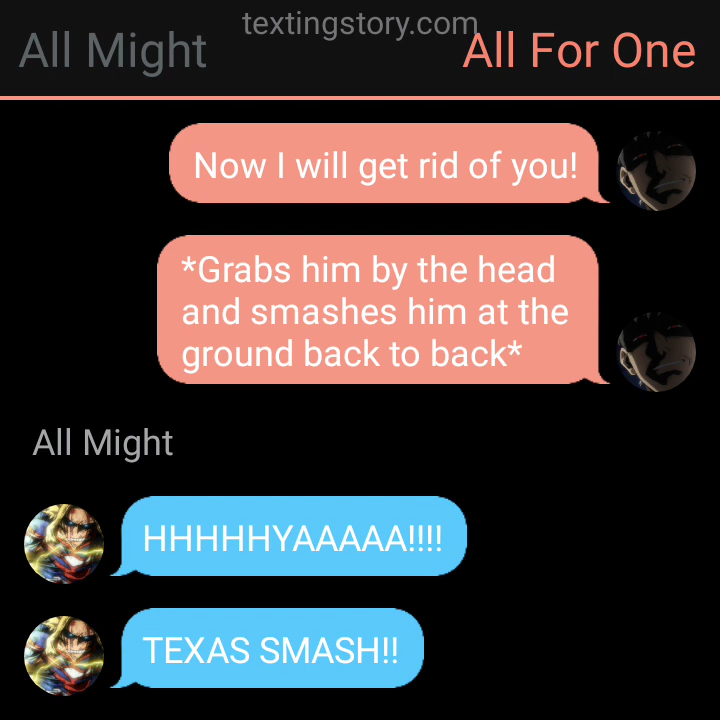 textingstory.com
All Might
All For One
Now I will get rid of you!
*Grabs him by the head
and smashes him at the
ground back to back*
All Might
HHHHHYAAAAA!!!!
TEXAS SMASH!!